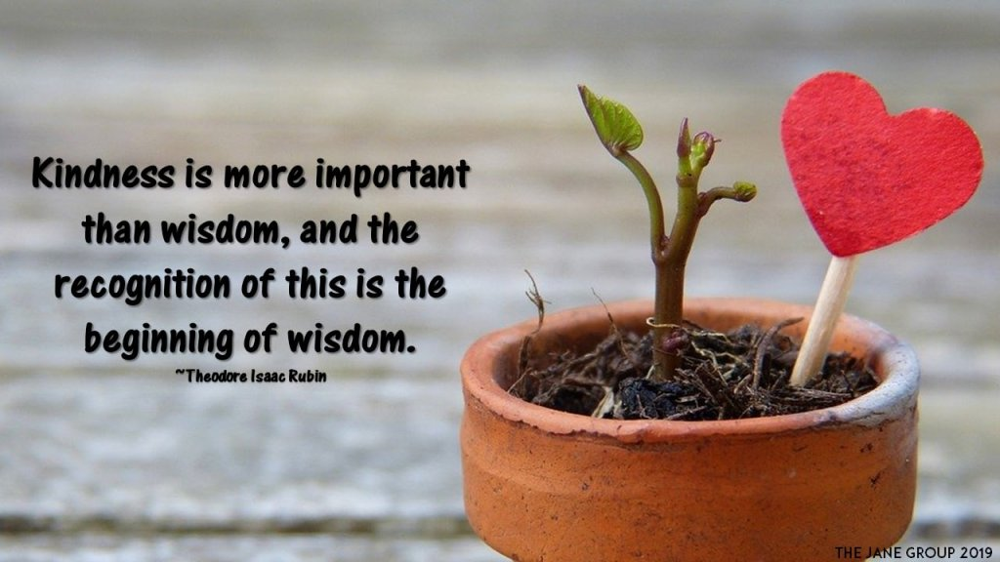 Kindness is more important
than wisdom, and the
recognition of this is the
beginning of wisdom.
~Theodore Isaac Rubin
THE JANE GROUP 2019